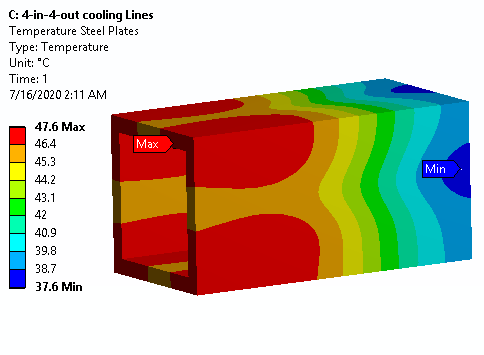 C: 4-in-4-out cooling Lines
Temperature Steel Plates
Type: Temperature
Unit: °C
Time: 1
7/16/2020 2:11 AM
47.6 Max
46.4
45.3
44.2
43.1
42
40.9
39.8
38.7
37.6 Min
Max
Min